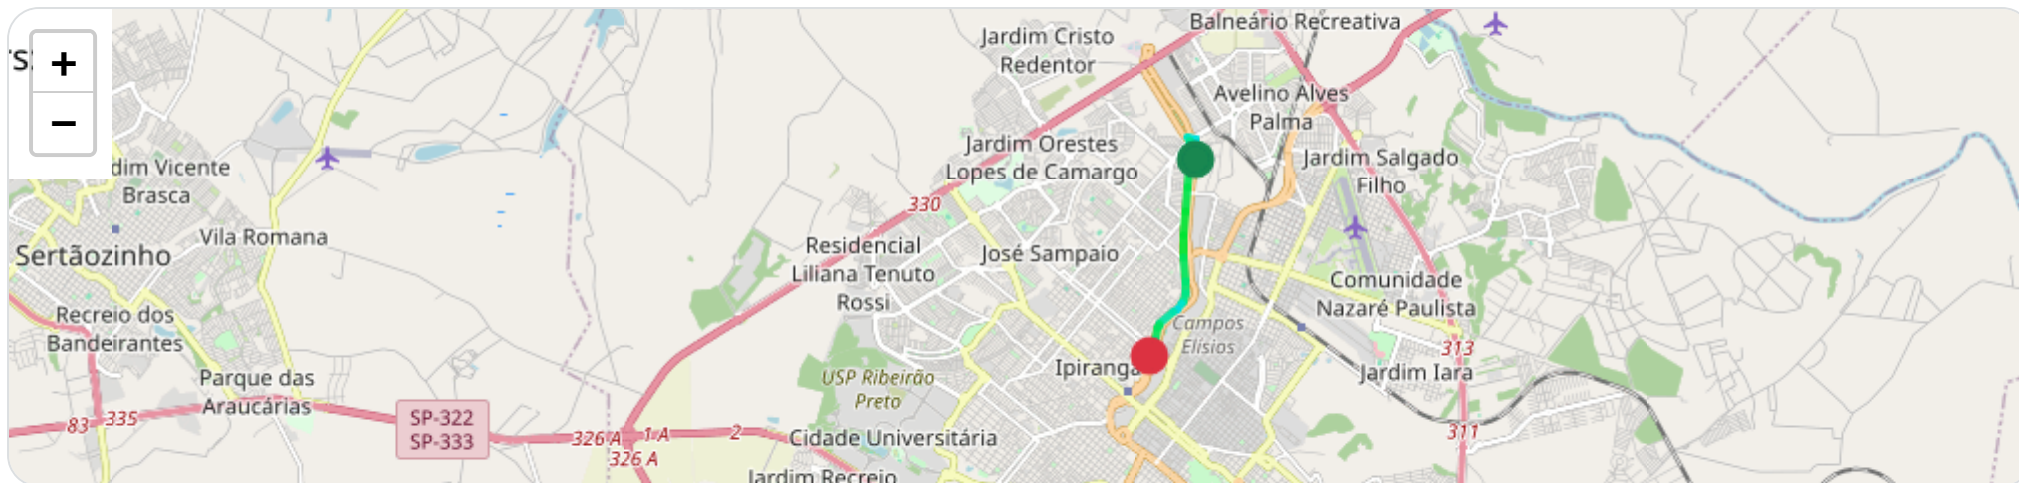 +
−
Balneário Recreativa
Jardim Cristo
Redentor
Avelino Alves
Palma
Jardim Orestes
Lopes de Camargo
Jardim Salgado
Filho
dim Vicente
Brasca
330
Vila Romana
Sertãozinho
Residencial
Liliana Tenuto
Rossi
José Sampaio
Comunidade
Nazaré Paulista
Recreio dos
Bandeirantes
Campos
Elísios
313
Ipiranga
Jardim Iara
USP Ribeirão
Preto
Parque das
Araucárias
83
335
SP-322
SP-333
326 A
1 A
2
326 A
Cidade Universitária
311
Jardim Recreio